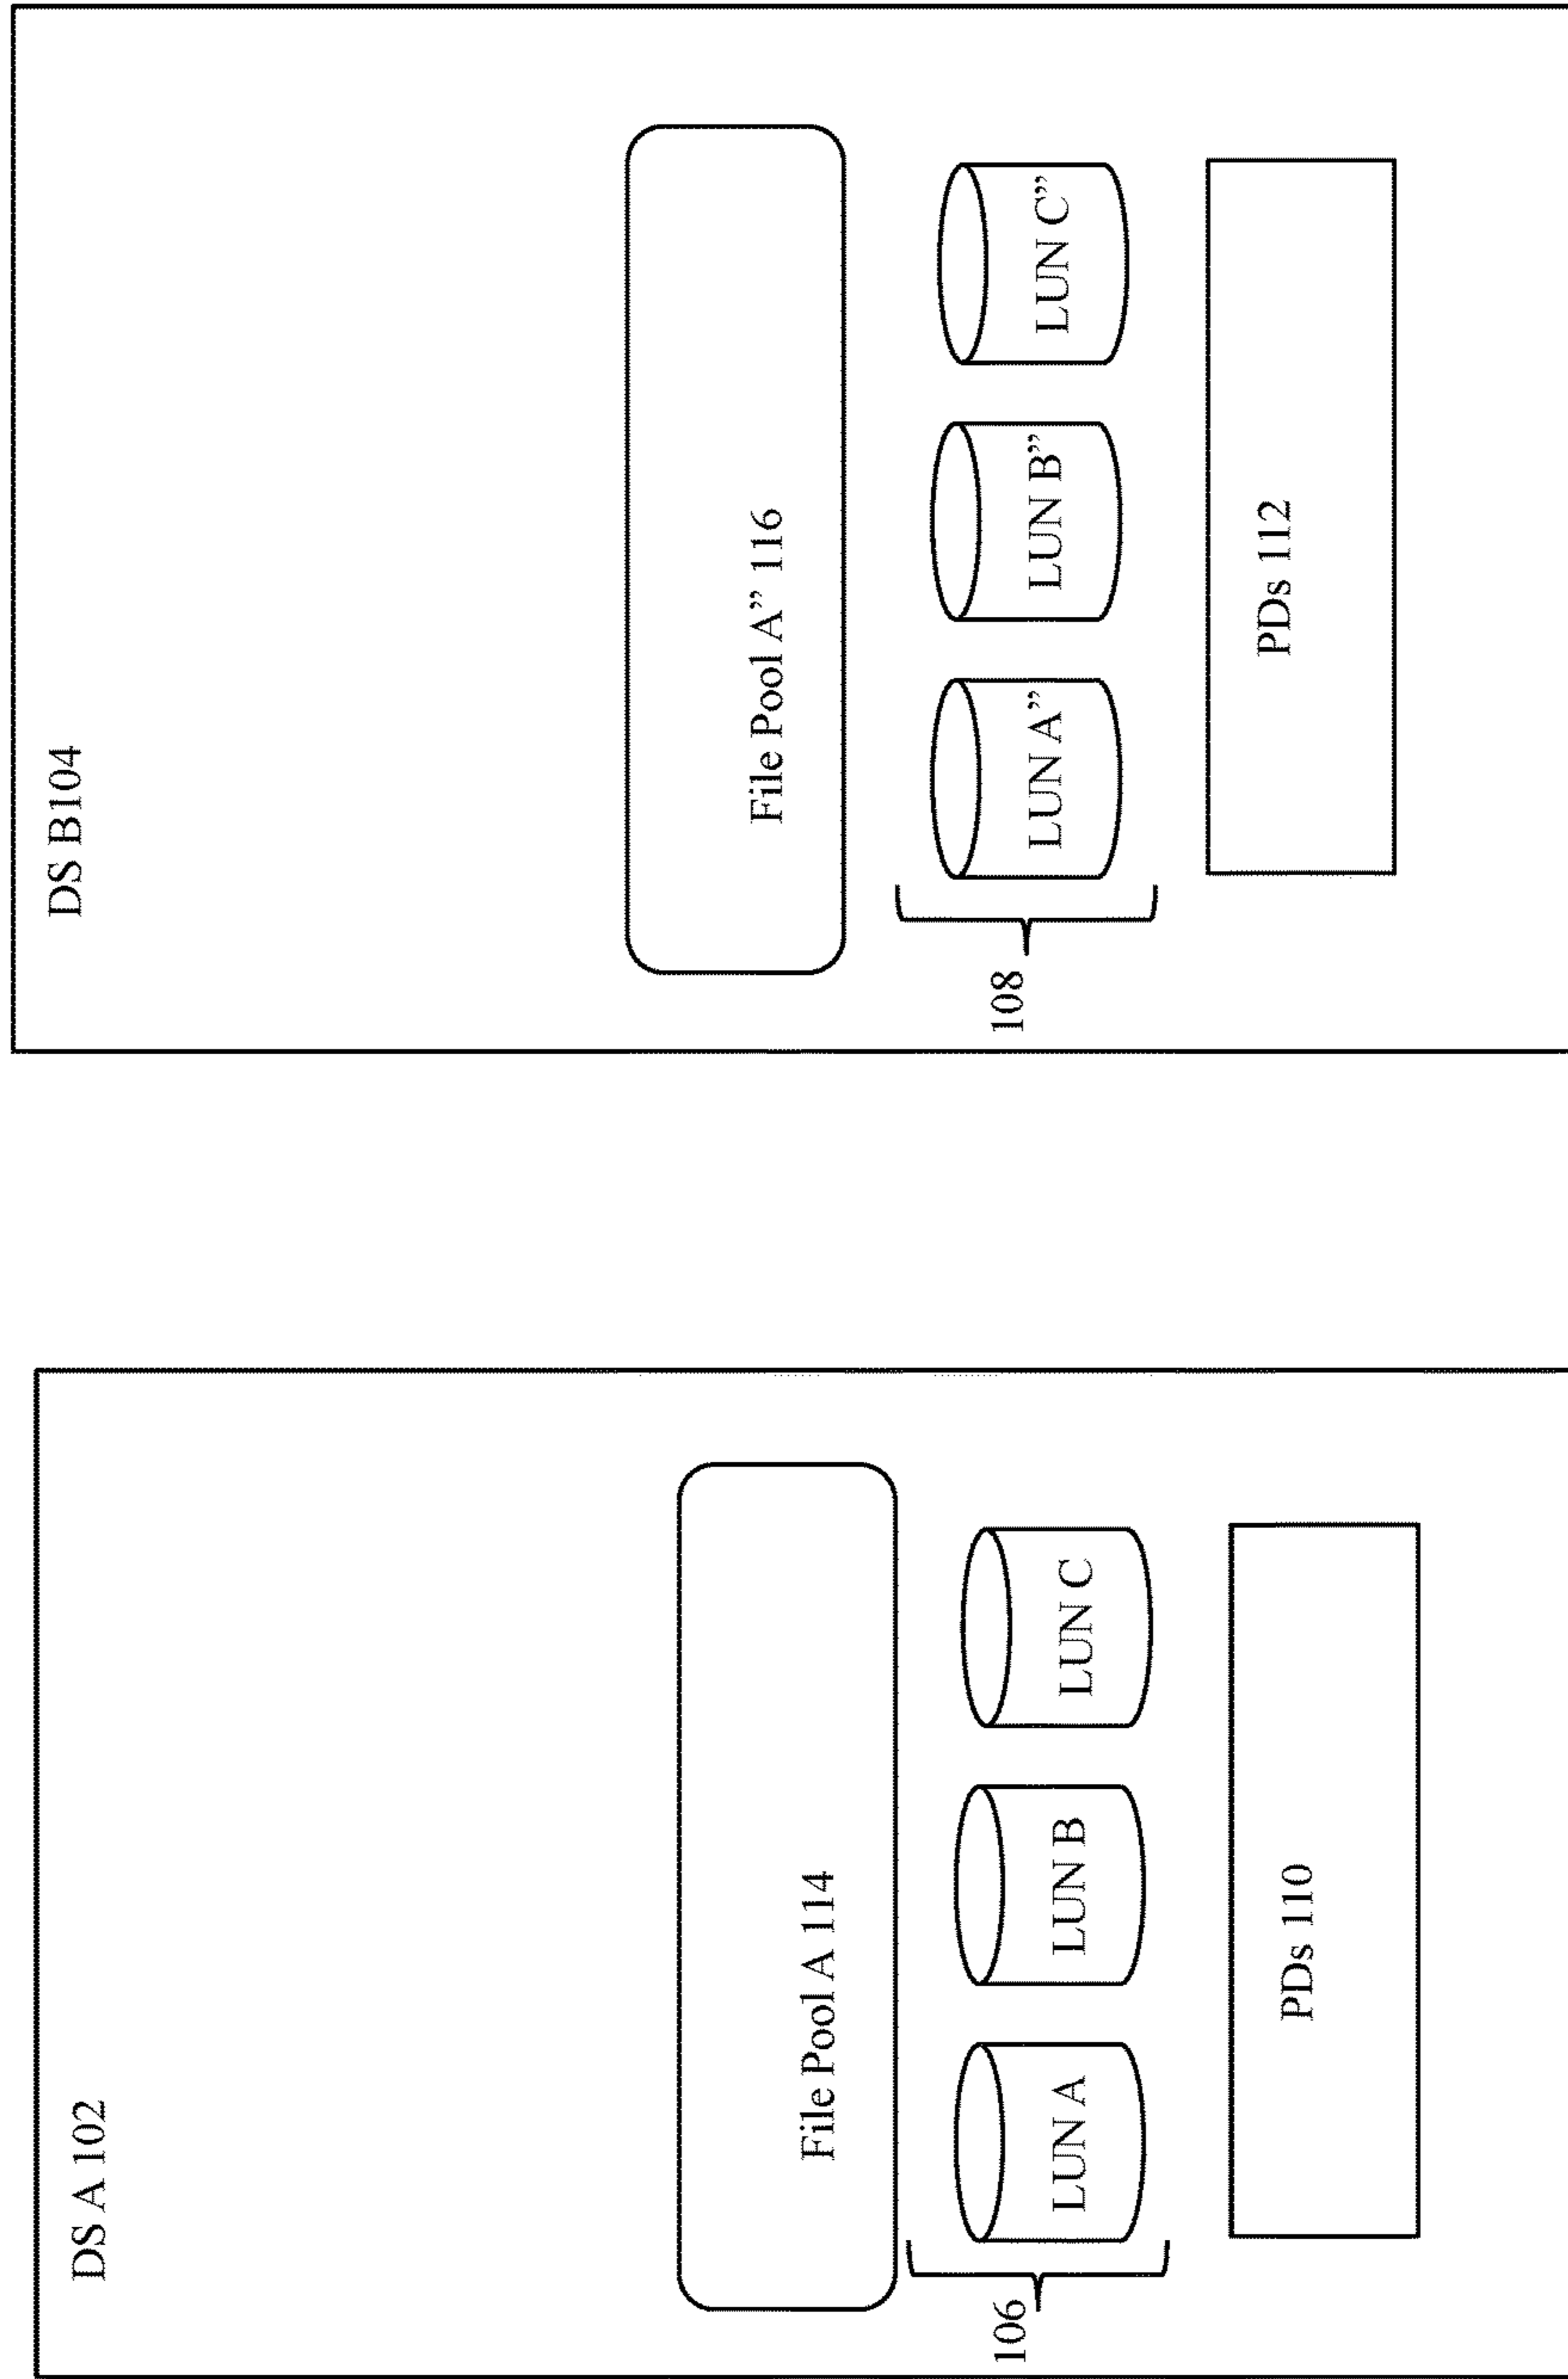 DS A 102
File Pool A 114
106
LUN A
LUN B
LUN C
PDs 110
DS B104
File Pool A” 116
108
LUN A”
LUN B”
LUN C”
PDs 112